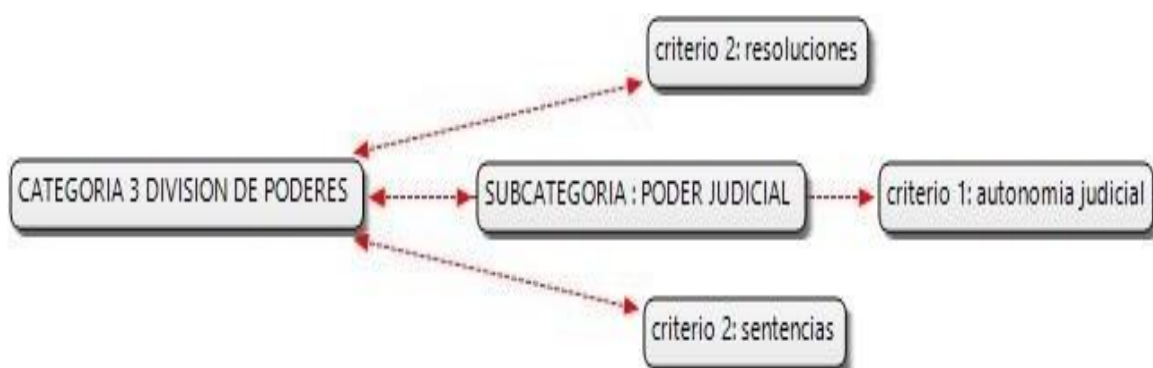 criterio 2: resoluciones
CATEGORIA 3 DIVISION DE PODERES
SUBCATEGORIA : PODER JUDICIAL
criterio 1: autonomia judicial
criterio 2: sentencias